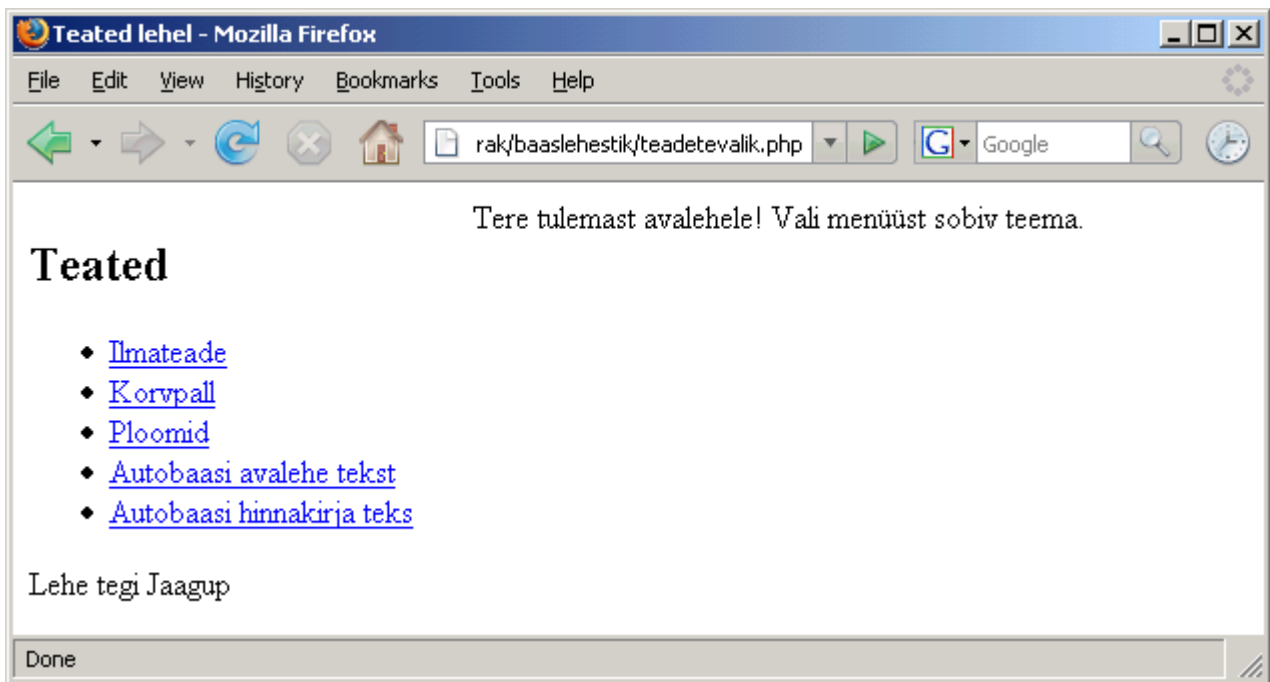 Teated lehel - Mozilla Firefox
File Edit View History Bookmarks Tools Help
rak/baaslehestik/teadetevalik.php G Google
Tere tulemast avalehele! Vali menüüst sobiv teema.
Teated
Ilmateade
Korvpall
Ploomid
Autobaasi avalehe tekst
Autobaasi hinnakirja teks
Lehe tegi Jaagup
Done